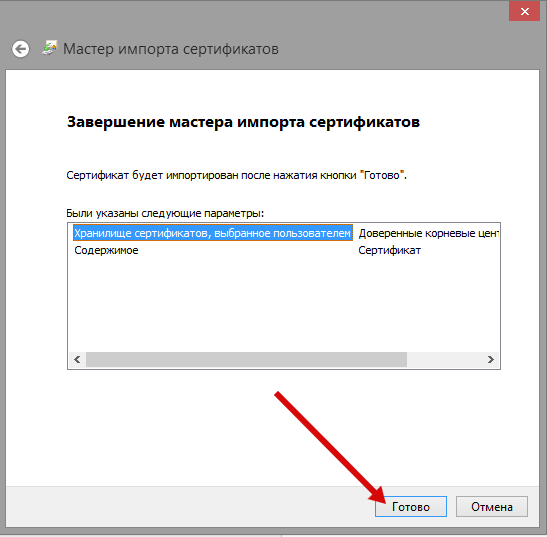 Мастер импорта сертификатов
Завершение мастера импорта сертификатов
Сертификат будет импортирован после нажатия кнопки "Готово".
Были указаны следующие параметры:
Хранилище сертификатов, выбранное пользователем Доверенные корневые цент
Содержимое Сертификат
Готово Отмена